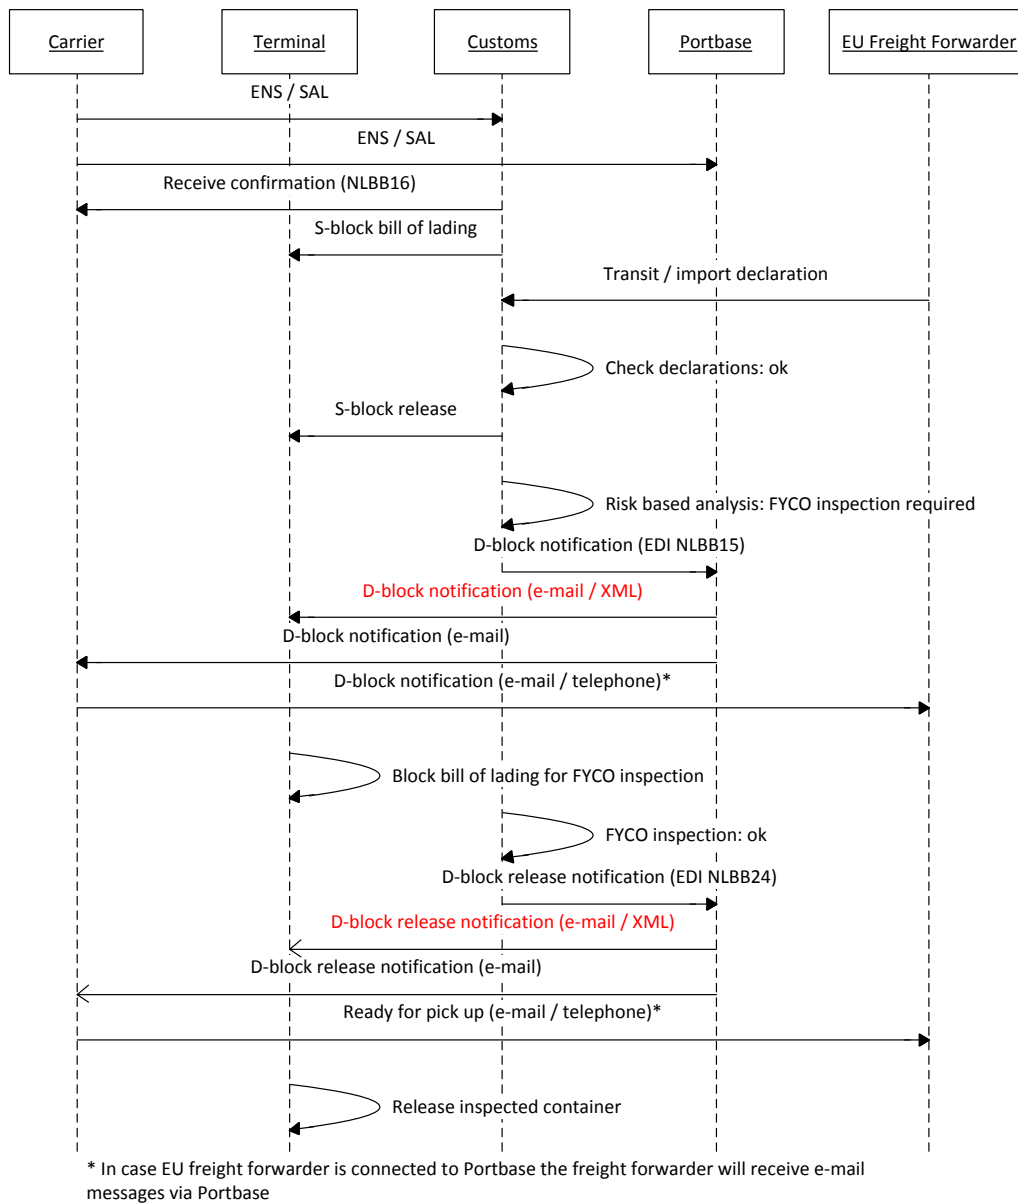 Carrier
Terminal
Customs
Portbase
EU Freight Forwarder
ENS / SAL
ENS / SAL
Receive confirmation (NLBB16)
S-block bill of lading
Transit / import declaration
Check declarations: ok
S-block release
Risk based analysis: FYCO inspection required
D-block notification (EDI NLBB15)
D-block notification (e-mail / XML)
D-block notification (e-mail)
D-block notification (e-mail / telephone)*
Block bill of lading for FYCO inspection
FYCO inspection: ok
D-block release notification (EDI NLBB24)
D-block release notification (e-mail / XML)
D-block release notification (e-mail)
Ready for pick up (e-mail / telephone)*
Release inspected container
* In case EU freight forwarder is connected to Portbase the freight forwarder will receive e-mail
messages via Portbase